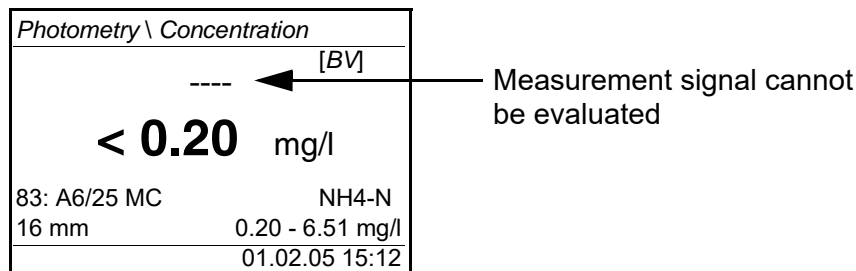 Photometry \ Concentration
[BV]
----
Measurement signal cannot
be evaluated
< 0.20 mg/l
83: A6/25 MC NH4-N
16 mm 0.20 - 6.51 mg/l
01.02.05 15:12